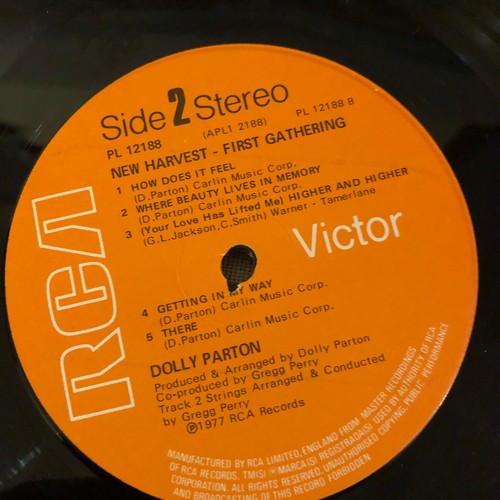 Side 2 Stereo
PL 12188 (APL1 2188) PL 12188 B
NEW HARVEST - FIRST GATHERING
1 HOW DOES IT FEEL
(D.Parton) Carlin Music Corp.
2 WHERE BEAUTY LIVES IN MEMORY
(D.Parton) Carlin Music Corp.
3 (Your Love Has Lifted Me) HIGHER AND HIGHER
(G.L.Jackson,C.Smith) Warner - Tamerlane
RCA
Victor
4 GETTING IN MY WAY
(D.Parton) Carlin Music Corp.
5 THERE
(D.Parton) Carlin Music Corp.
DOLLY PARTON
Produced & Arranged by Dolly Parton
Co-produced by Gregg Perry
Track 2 Strings Arranged & Conducted
by Gregg Perry
Ⓟ1977 RCA Records
MANUFACTURED BY RCA LIMITED, ENGLAND FROM MASTER RECORDINGS
OF RCA RECORDS, TM(S) ® MARCA(S) REGISTRADA(S) USED BY AUTHORITY OF RCA
CORPORATION. ALL RIGHTS RESERVED, UNAUTHORISED COPYING, PUBLIC PERFORMANCE
AND BROADCASTING OF THIS RECORD FORBIDDEN